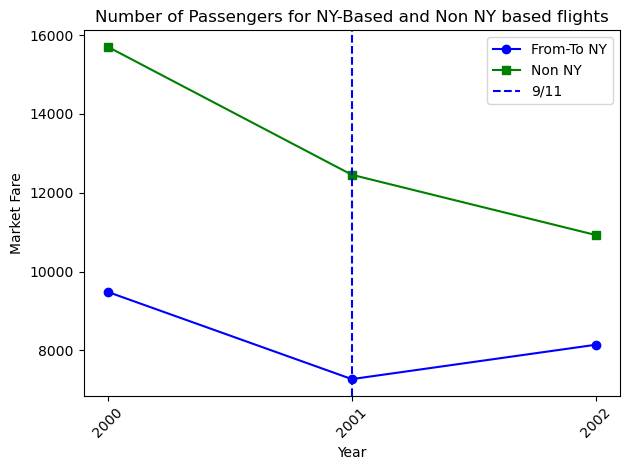 Number of Passengers for NY-Based and Non NY based flights
From-To NY
Non NY
9/11
16000
14000
12000
10000
8000
Market Fare
2000
2001
2002
Year